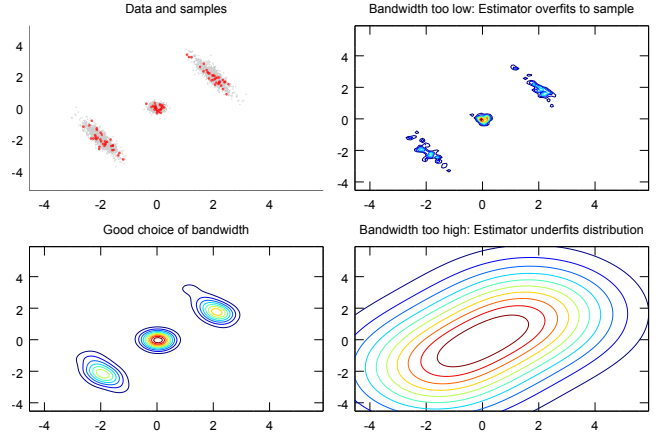 Data and samples
4
2
0
-2
-4
-4 -2 0 2 4
Bandwidth too low: Estimator overfits to sample
4
2
0
-2
-4
-4 -2 0 2 4
Good choice of bandwidth
4
2
0
-2
-4
-4 -2 0 2 4
Bandwidth too high: Estimator underfits distribution
4
2
0
-2
-4
-4 -2 0 2 4